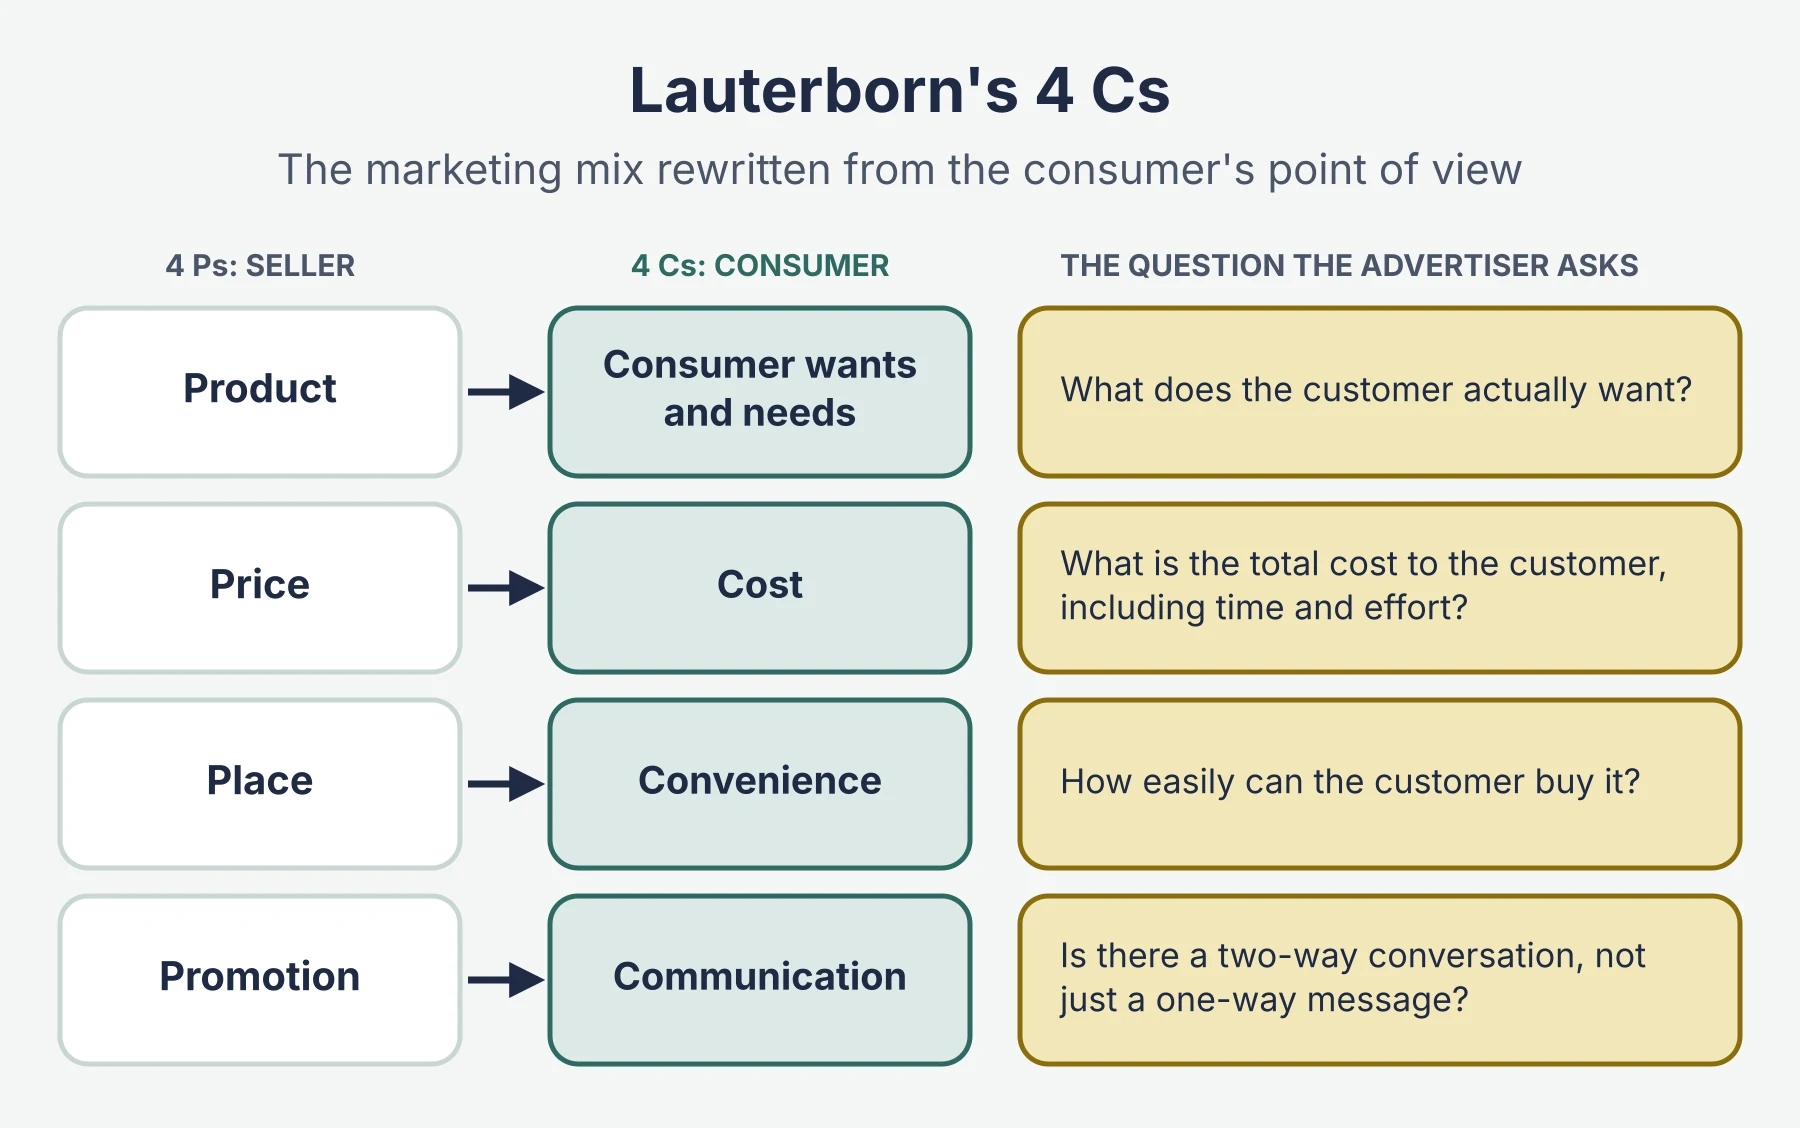 Lauterborn's 4 Cs
The marketing mix rewritten from the consumer's point of view
4 Ps: SELLER
4 Cs: CONSUMER
THE QUESTION THE ADVERTISER ASKS
Product
Consumer wants
and needs
What does the customer actually want?
Price
Cost
What is the total cost to the customer,
including time and effort?
Place
Convenience
How easily can the customer buy it?
Promotion
Communication
Is there a two-way conversation, not
just a one-way message?